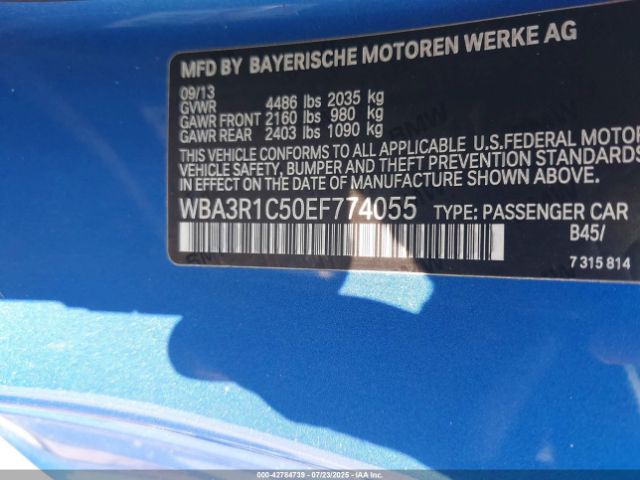 MFD BY BAYERISCHE MOTOREN WERKE AG
09/13
GVWR 4486 lbs 2035 kg
GAWR FRONT 2160 lbs 980 kg
GAWR REAR 2403 lbs 1090 kg
THIS VEHICLE CONFORMS TO ALL APPLICABLE U.S.FEDERAL MOTOR
VEHICLE SAFETY, BUMPER AND THEFT PREVENTION STANDARDS
IN EFFECT ON THE DATE OF MANUFACTURE SHOWN ABOVE.
WBA3R1C50EF774055 TYPE: PASSENGER CAR
B45/
7 315 814
000-42784739 - 07/23/2025 - IAAI.COM